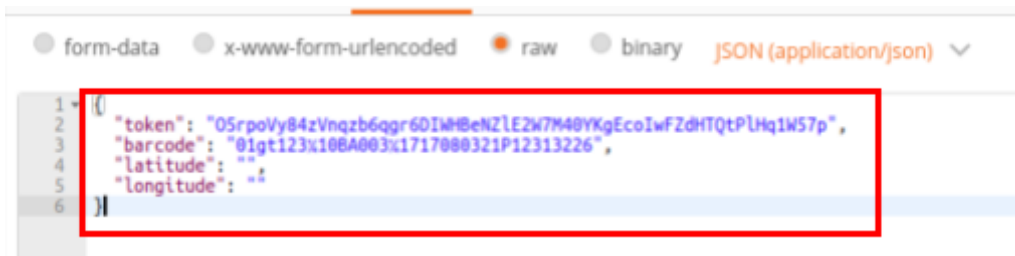 form-data x-www-form-urlencoded raw binary JSON (application/json)
1 {
2 "token": "O5rpoVy84zVnqzb6qgr6DIWHBeNZlE2W7M40YKgEcoIwFZdHTQtPlHq1W57p",
3 "barcode": "01gt123%10BA003%1717080321P12313226",
4 "latitude": "",
5 "longitude": ""
6 }